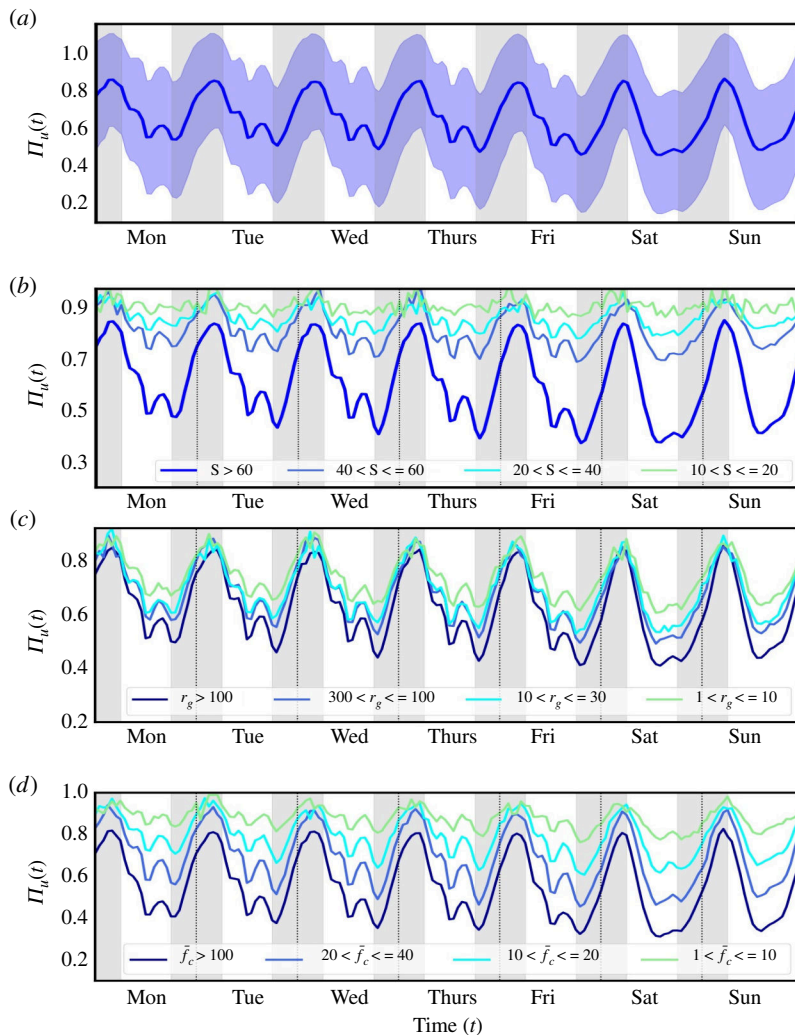 (a)
Π_u(t)
1.0
0.8
0.6
0.4
0.2
Mon Tue Wed Thurs Fri Sat Sun
(b)
Π_u(t)
0.9
0.7
0.5
0.3
S > 60 40 < S <= 60 20 < S <= 40 10 < S <= 20
Mon Tue Wed Thurs Fri Sat Sun
(c)
Π_u(t)
0.8
0.6
0.4
0.2
r_g > 100 300 < r_g <= 100 10 < r_g <= 30 1 < r_g <= 10
Mon Tue Wed Thurs Fri Sat Sun
(d)
Π_u(t)
1.0
0.8
0.6
0.4
0.2
f̄_c > 100 20 < f̄_c <= 40 10 < f̄_c <= 20 1 < f̄_c <= 10
Mon Tue Wed Thurs Fri Sat Sun
Time (t)